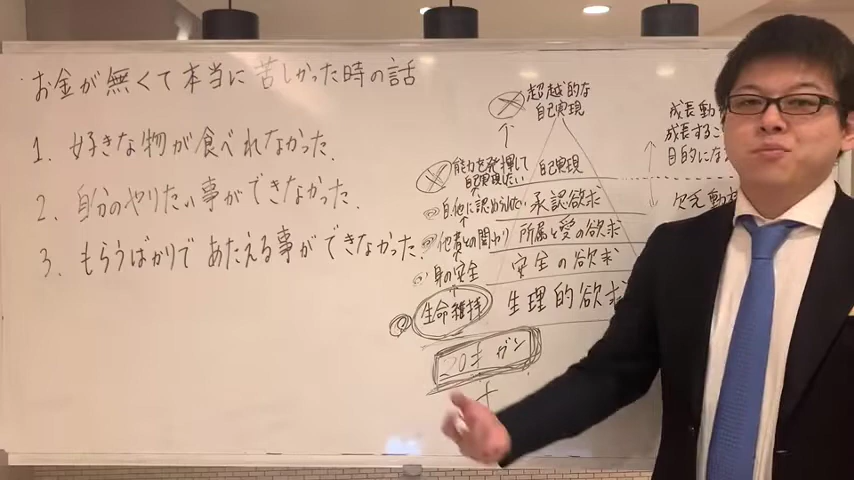 お金が無くて本当に苦しかった時の話
1. 好きな物が食べれなかった.
2. 自分のやりたい事ができなかった.
3. もらうばかりで あたえる事ができなかった.
超越的な
自己実現
能力を発揮して
自己実現したい
自己実現
自他に認められたい 承認欲求
他者との関わり 所属と愛の欲求
身の安全 安全の欲求
生命維持 生理的欲求
20才 ガン
成長動
成長するこ
目的にな
欠乏動